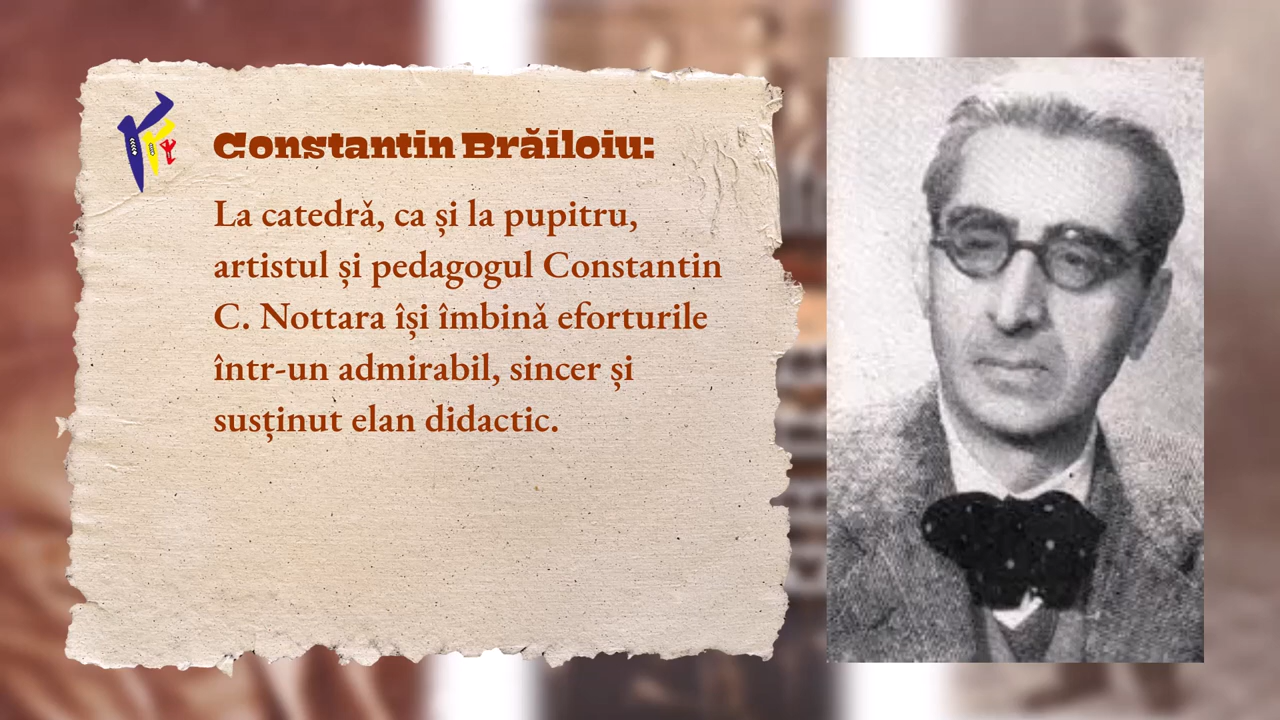 Constantin Brăiloiu:
La catedră, ca și la pupitru,
artistul și pedagogul Constantin
C. Nottara își îmbină eforturile
într-un admirabil, sincer și
susținut elan didactic.